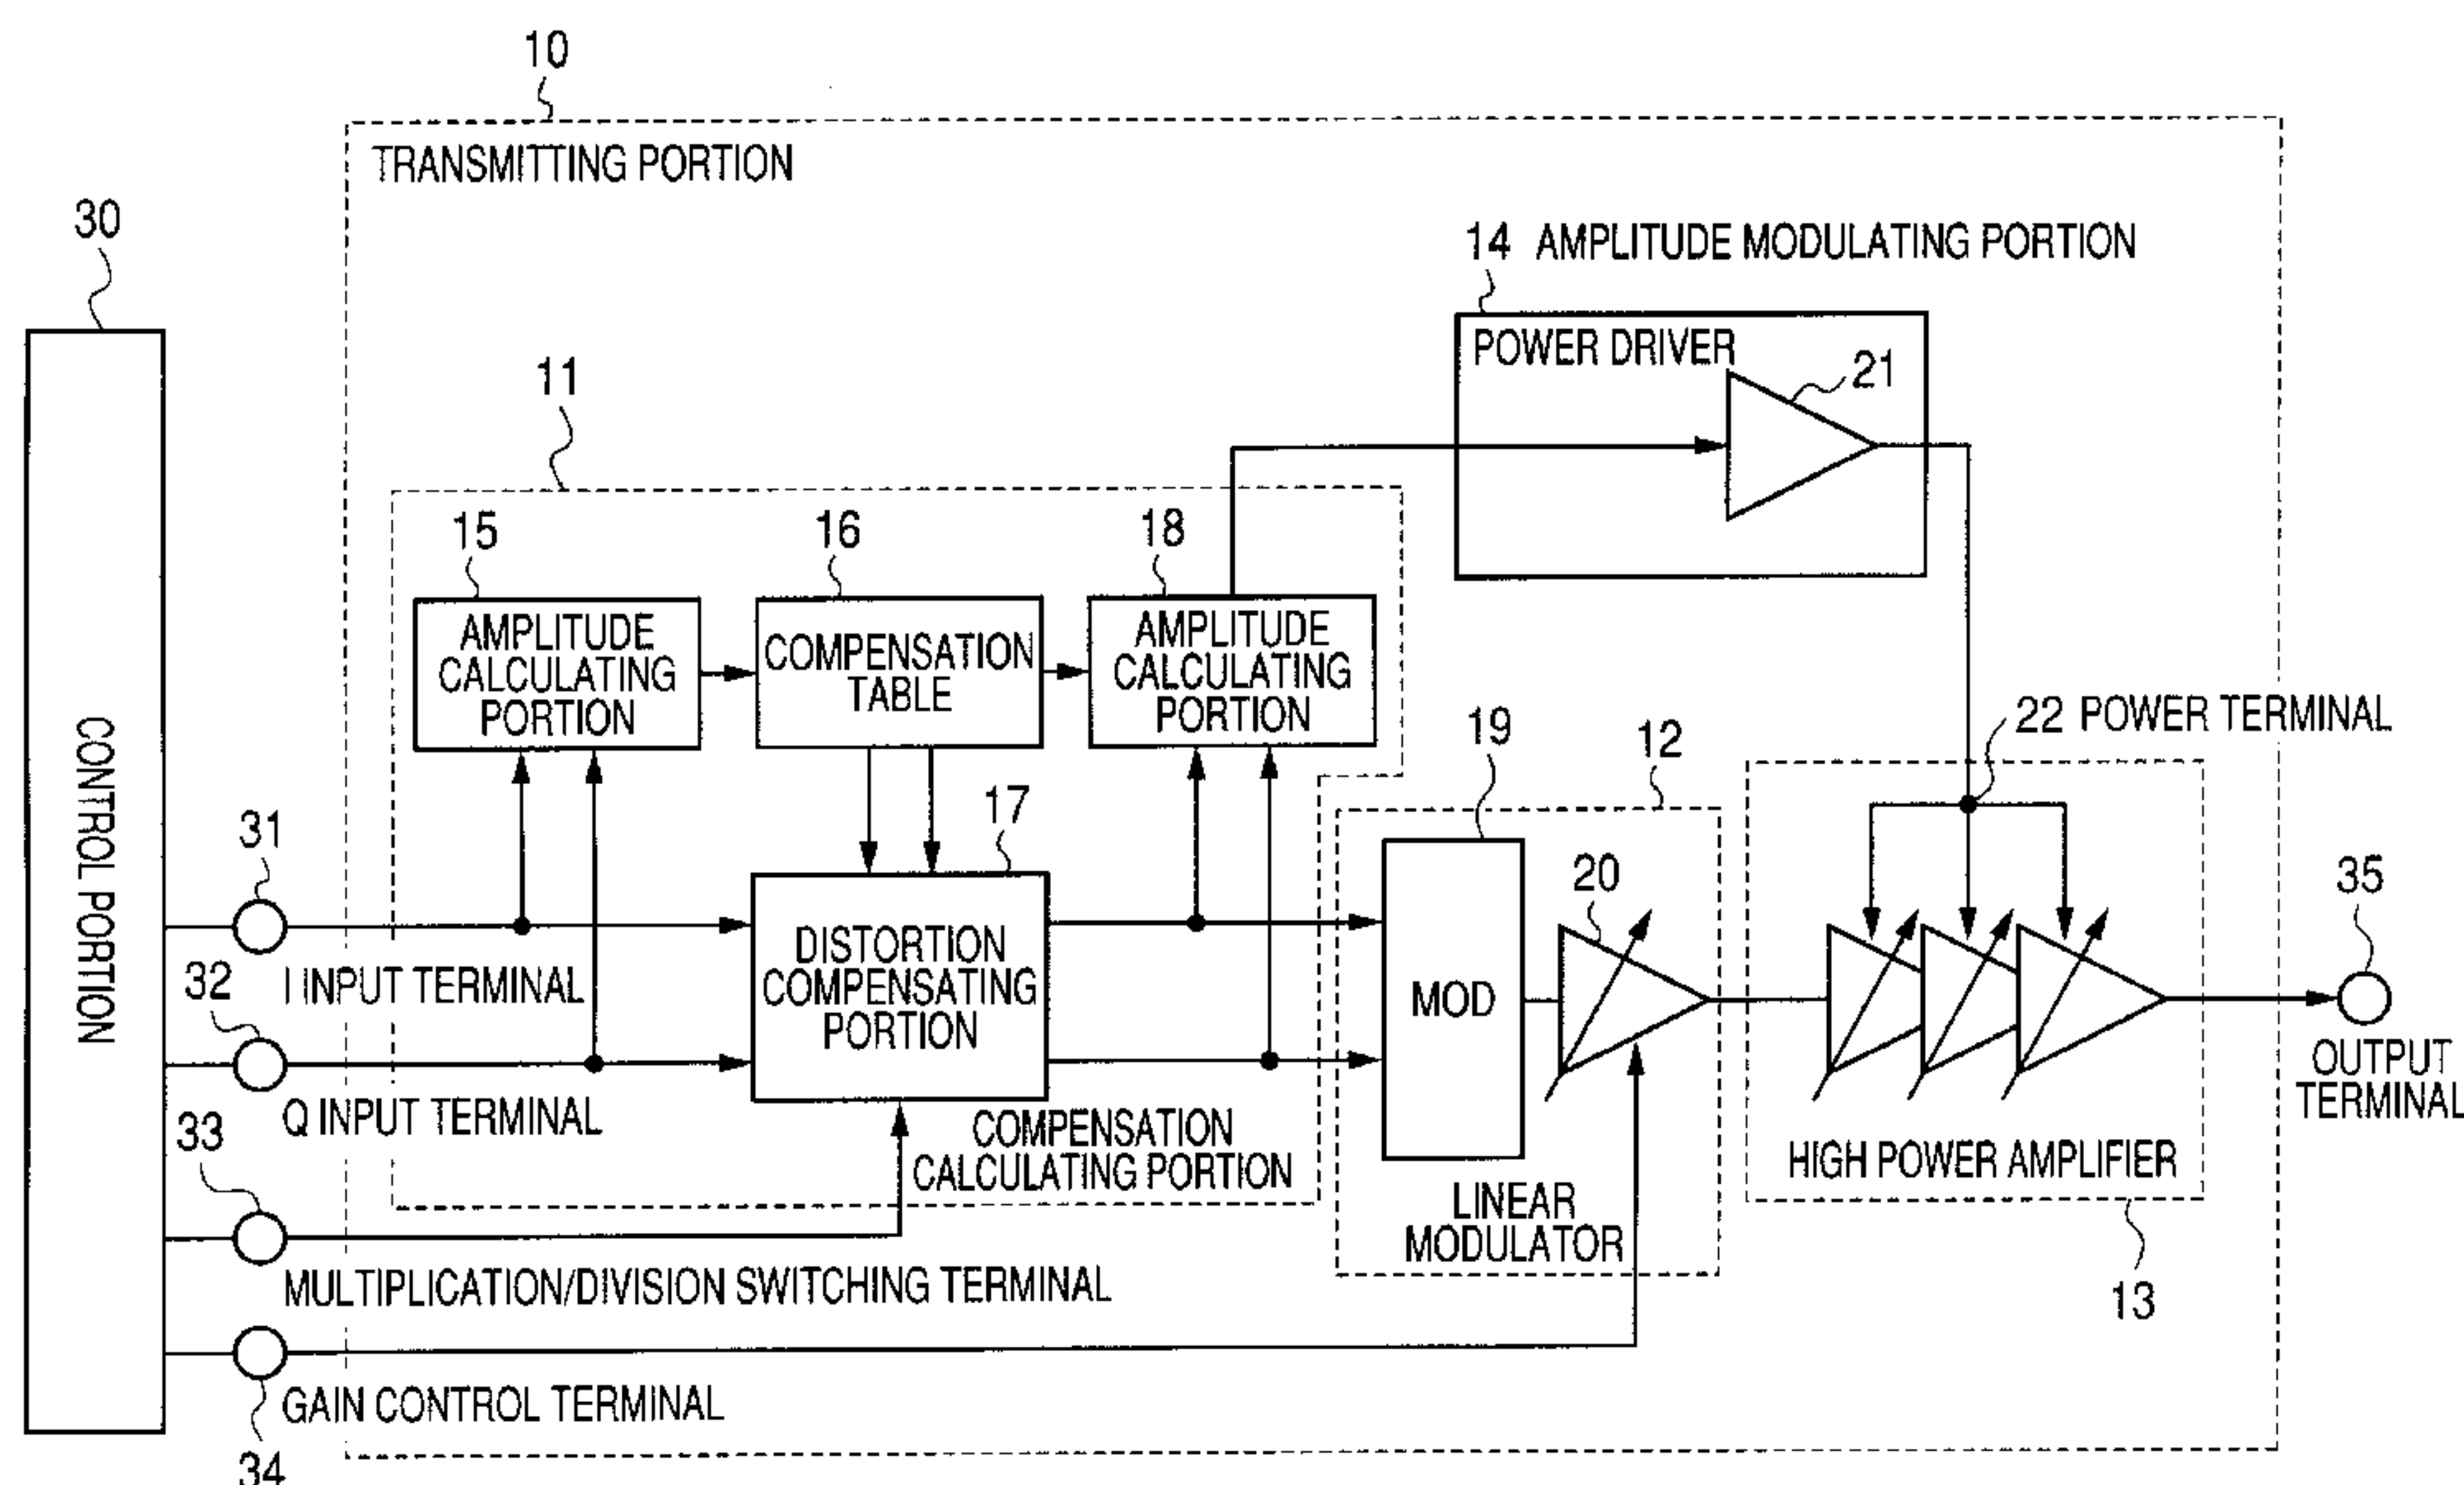 10
TRANSMITTING PORTION
30
14 AMPLITUDE MODULATING PORTION
POWER DRIVER
21
11
15
16
18
AMPLITUDE
CALCULATING
PORTION
COMPENSATION
TABLE
AMPLITUDE
CALCULATING
PORTION
22 POWER TERMINAL
19
12
17
CONTROL PORTION
31
20
35
DISTORTION
COMPENSATING
PORTION
MOD
32
I INPUT TERMINAL
OUTPUT
TERMINAL
Q INPUT TERMINAL
33
COMPENSATION
CALCULATING PORTION
HIGH POWER AMPLIFIER
LINEAR
MODULATOR
MULTIPLICATION/DIVISION SWITCHING TERMINAL
13
GAIN CONTROL TERMINAL
34